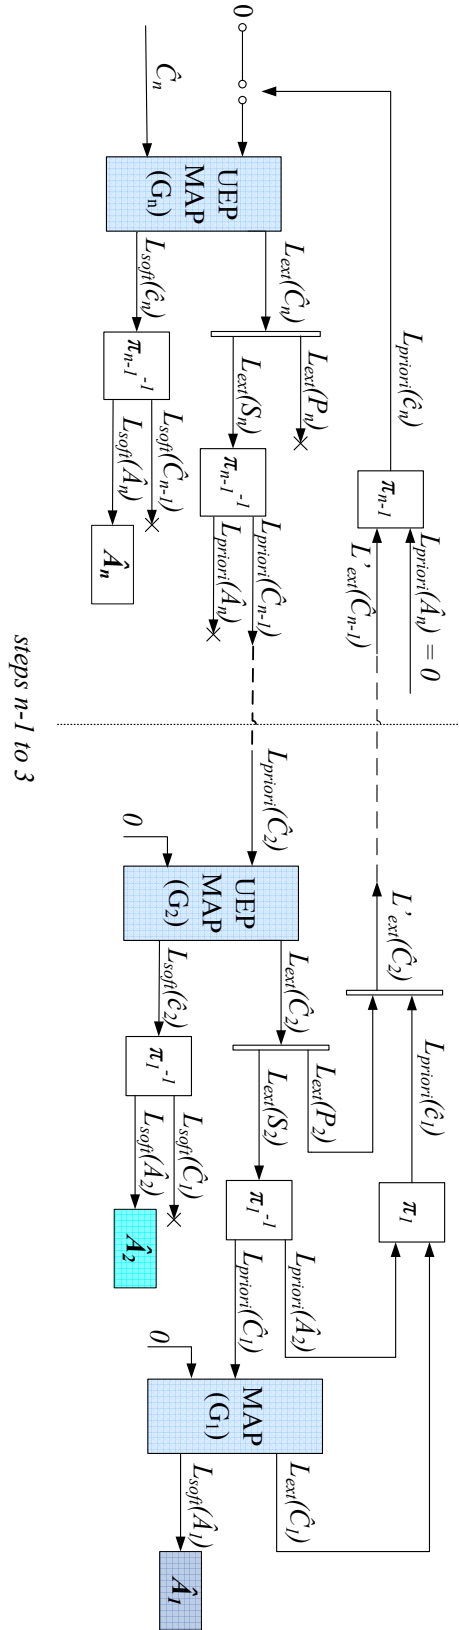 0
Ĉn
UEP
MAP
(Gn)
Lext(Ĉn)
Lsoft(ĉn)
Lext(Pn)
Lext(Sn)
πn-1⁻¹
Lsoft(Ĉn-1)
Lsoft(Ân)
Ân
πn-1⁻¹
Lpriori(Ĉn-1)
Lpriori(Ân)
Lpriori(ĉn)
πn-1
Lpriori(Ân) = 0
L'ext(Ĉn-1)
steps n-1 to 3
Lpriori(Ĉ2)
0
UEP
MAP
(G2)
Lext(Ĉ2)
Lsoft(ĉ2)
L'ext(Ĉ2)
Lpriori(ĉ1)
Lext(P2)
Lext(S2)
π1⁻¹
Lsoft(Ĉ1)
Lsoft(Â2)
Â2
π1⁻¹
π1
Lpriori(Â2)
Lpriori(Ĉ1)
0
MAP
(G1)
Lext(Ĉ1)
Lsoft(Â1)
Â1